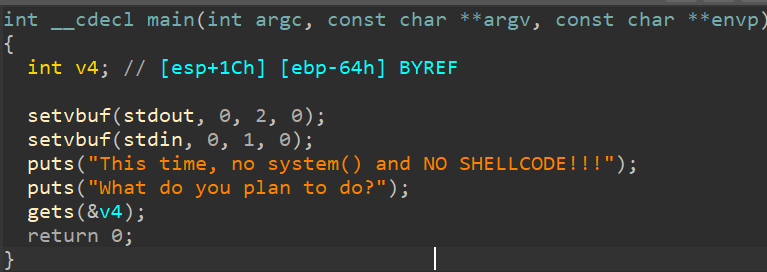 int __cdecl main(int argc, const char **argv, const char **envp)
{
  int v4; // [esp+1Ch] [ebp-64h] BYREF

  setvbuf(stdout, 0, 2, 0);
  setvbuf(stdin, 0, 1, 0);
  puts("This time, no system() and NO SHELLCODE!!!");
  puts("What do you plan to do?");
  gets(&v4);
  return 0;
}